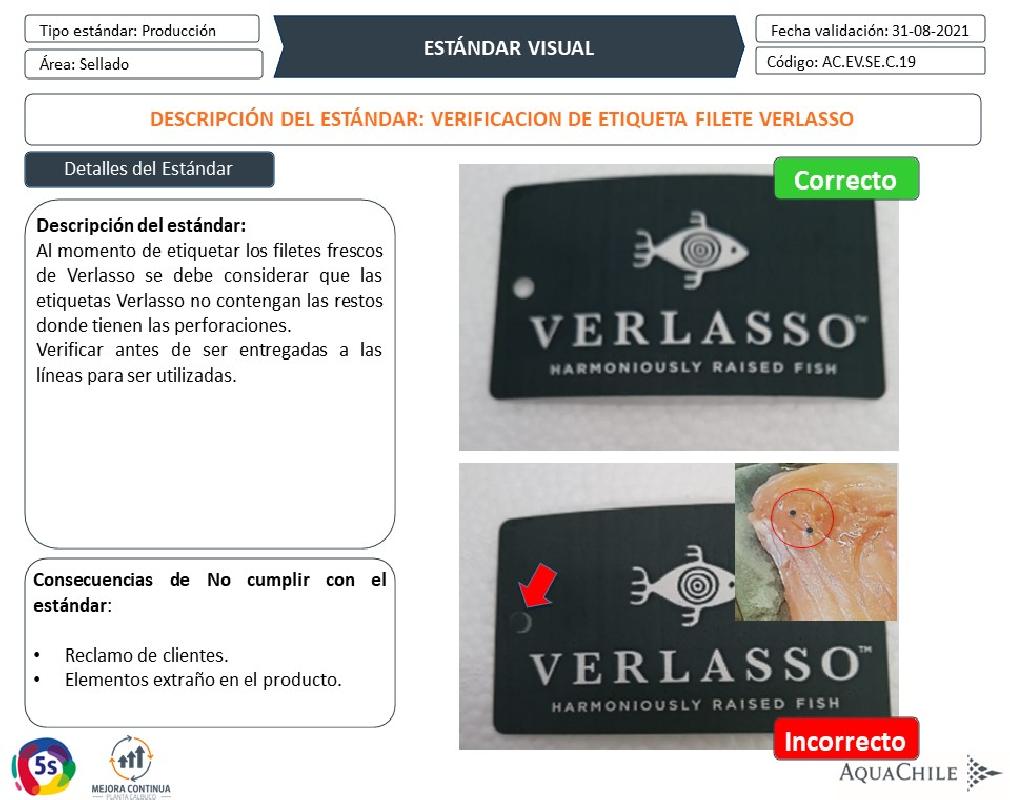 Tipo estándar: Producción
Área: Sellado
ESTÁNDAR VISUAL
Fecha validación: 31-08-2021
Código: AC.EV.SE.C.19
DESCRIPCIÓN DEL ESTÁNDAR: VERIFICACION DE ETIQUETA FILETE VERLASSO
Detalles del Estándar
Descripción del estándar:
Al momento de etiquetar los filetes frescos
de Verlasso se debe considerar que las
etiquetas Verlasso no contengan las restos
donde tienen las perforaciones.
Verificar antes de ser entregadas a las
líneas para ser utilizadas.
Consecuencias de No cumplir con el
estándar:
• Reclamo de clientes.
• Elementos extraño en el producto.
Correcto
VERLASSO™
HARMONIOUSLY RAISED FISH
VERLASSO™
HARMONIOUSLY RAISED FISH
Incorrecto
5s
MEJORA CONTINUA
PLANTA CALBUCO
AQUACHILE